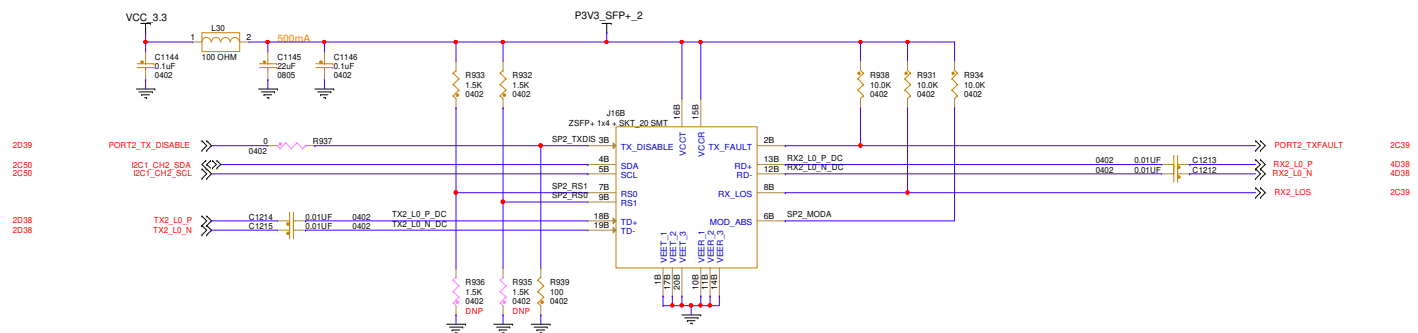 VCC_3.3
P3V3_SFP+_2
L30
1
2
500mA
100 OHM
C1144
0.1uF
0402
C1145
22uF
0805
C1146
0.1uF
0402
R933
1.5K
0402
R932
1.5K
0402
R938
10.0K
0402
R931
10.0K
0402
R934
10.0K
0402
J16B
ZSFP+ 1x4 + SKT_20 SMT
16B
15B
VCCT
VCCR
2D39
PORT2_TX_DISABLE
0
0402
R937
SP2_TXDIS
3B
TX_DISABLE
TX_FAULT
2B
PORT2_TXFAULT
2C39
2C50
I2C1_CH2_SDA
4B
SDA
RD+
13B
RX2_L0_P_DC
0402
0.01UF
C1213
RX2_L0_P
4D38
2C50
I2C1_CH2_SCL
5B
SCL
RD-
12B
RX2_L0_N_DC
0402
0.01UF
C1212
RX2_L0_N
4D38
SP2_RS1
7B
RS0
RX_LOS
8B
RX2_LOS
2C39
SP2_RS0
9B
RS1
2D38
TX2_L0_P
C1214
0.01UF
0402
TX2_L0_P_DC
18B
TD+
MOD_ABS
6B
SP2_MODA
2D38
TX2_L0_N
C1215
0.01UF
0402
TX2_L0_N_DC
19B
TD-
VEET_1
VEET_2
VEET_3
VEER_1
VEER_2
VEER_3
1B
17B
20B
10B
11B
14B
R936
1.5K
0402
DNP
R935
1.5K
0402
DNP
R939
100
0402